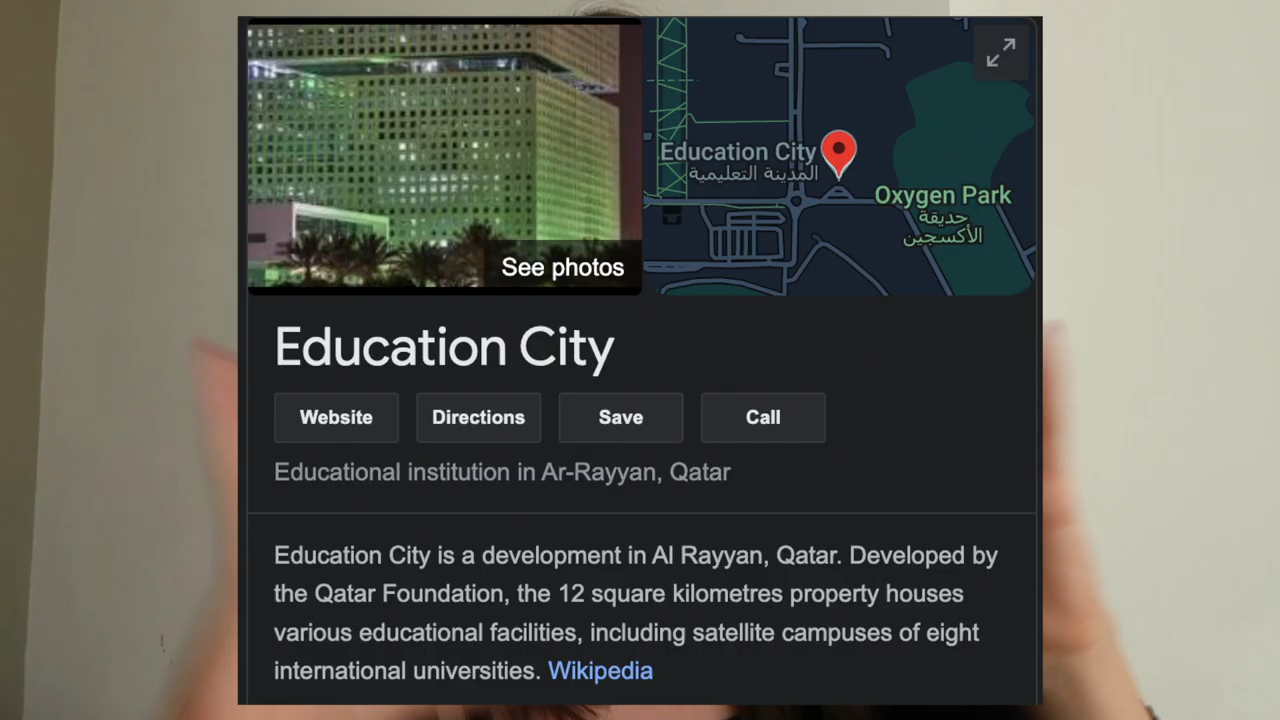 See photos
Education City
المدينة التعليمية
Oxygen Park
حديقة
الأكسجين
Education City
Website
Directions
Save
Call
Educational institution in Ar-Rayyan, Qatar
Education City is a development in Al Rayyan, Qatar. Developed by
the Qatar Foundation, the 12 square kilometres property houses
various educational facilities, including satellite campuses of eight
international universities. Wikipedia